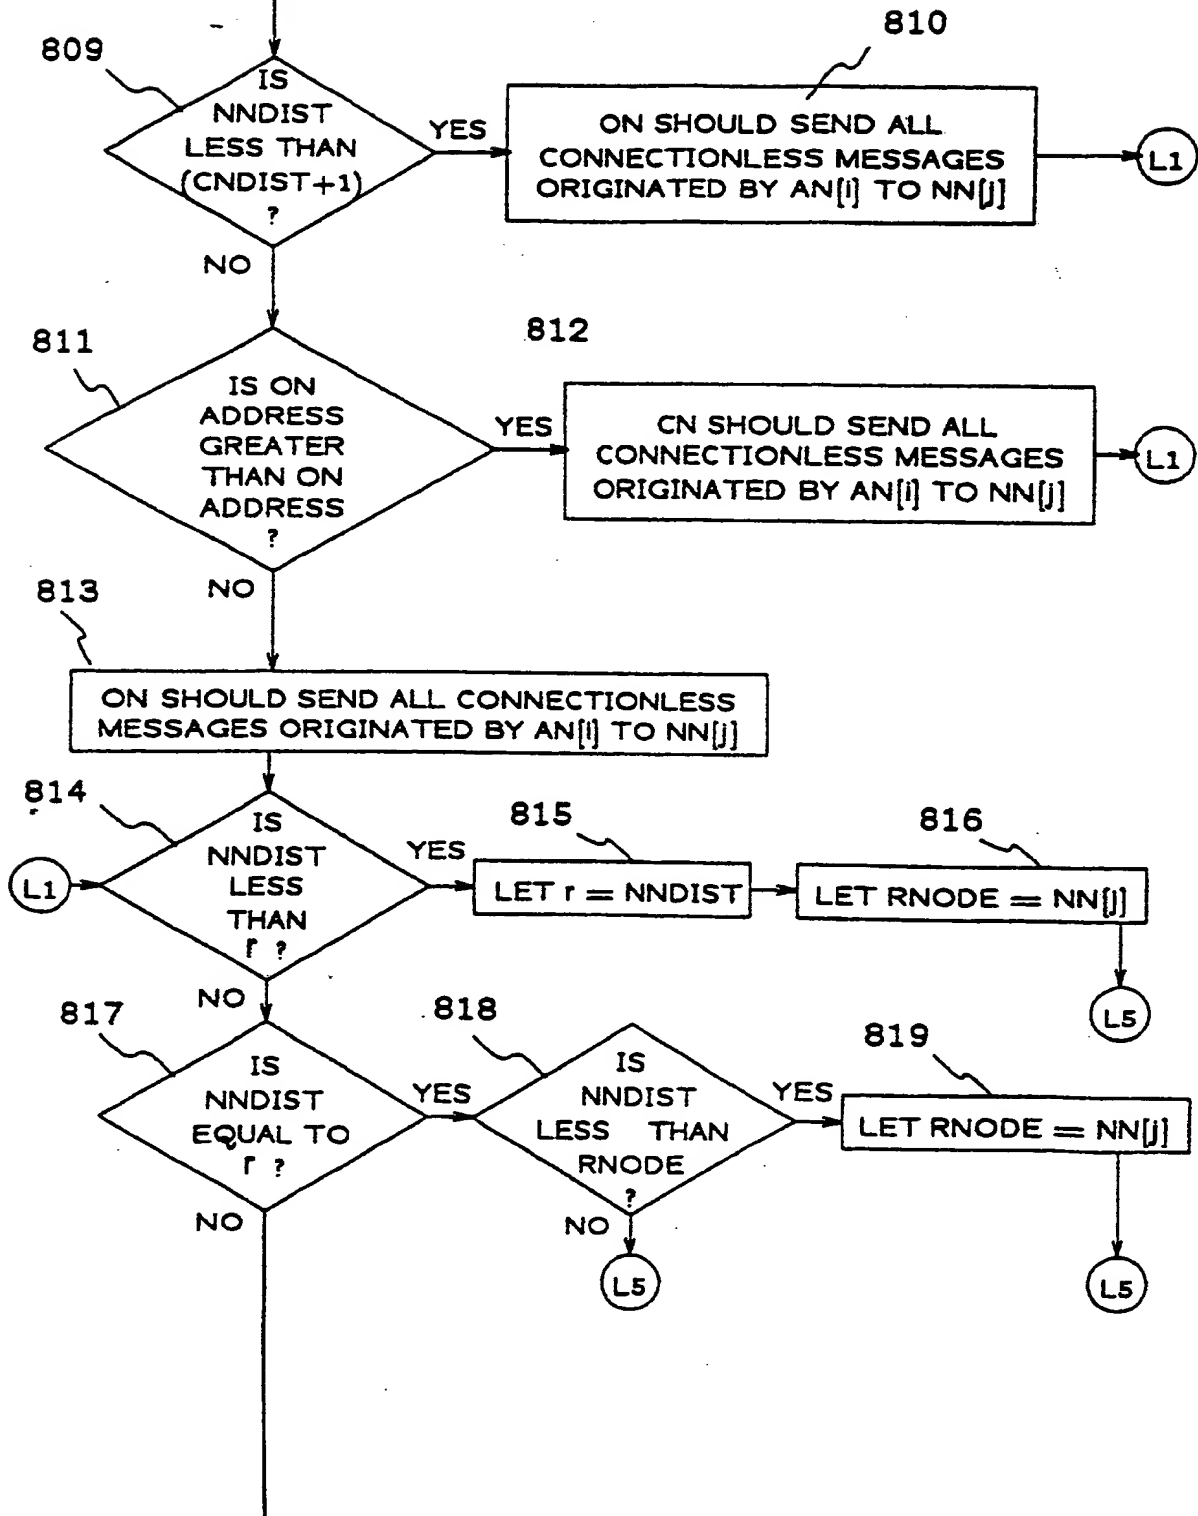 810
809
IS
NNDIST
LESS THAN
(CNDIST+1)
?
YES
ON SHOULD SEND ALL
CONNECTIONLESS MESSAGES
ORIGINATED BY AN[i] TO NN[j]
L1
NO
811
812
IS ON
ADDRESS
GREATER
THAN ON
ADDRESS
?
YES
CN SHOULD SEND ALL
CONNECTIONLESS MESSAGES
ORIGINATED BY AN[i] TO NN[j]
L1
NO
813
ON SHOULD SEND ALL CONNECTIONLESS
MESSAGES ORIGINATED BY AN[i] TO NN[j]
814
L1
IS
NNDIST
LESS
THAN
r ?
YES
815
LET r = NNDIST
816
LET RNODE = NN[j]
L5
NO
817
IS
NNDIST
EQUAL TO
r ?
YES
818
IS
NNDIST
LESS THAN
RNODE
?
YES
819
LET RNODE = NN[j]
NO
NO
L5
L5